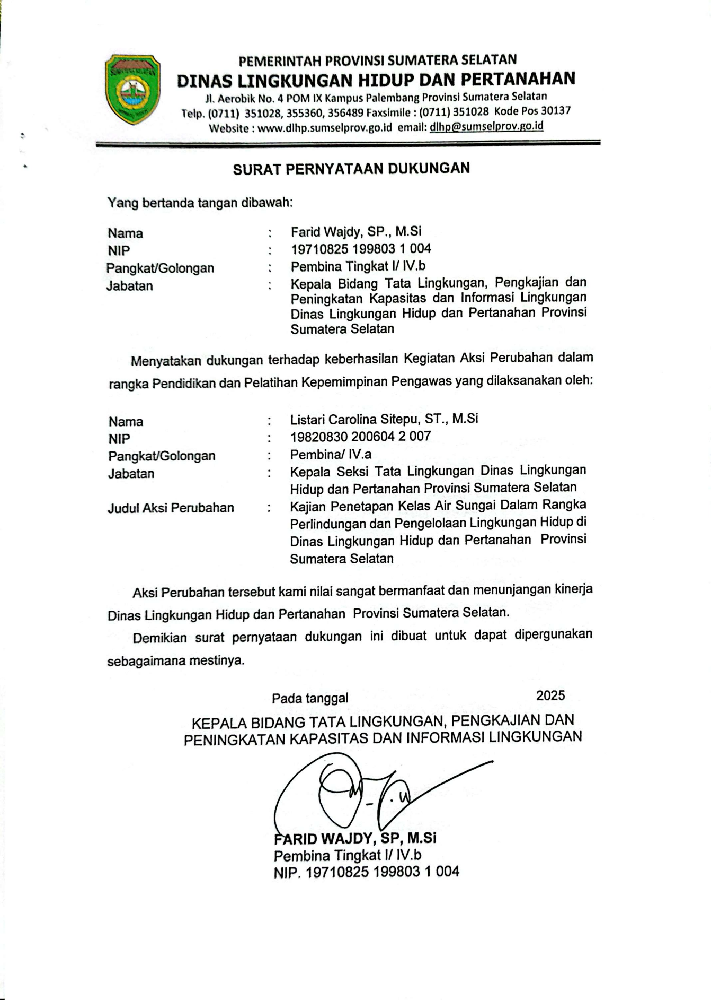 SUMATERA SELATAN
PEMERINTAH PROVINSI SUMATERA SELATAN
DINAS LINGKUNGAN HIDUP DAN PERTANAHAN
Jl. Aerobik No. 4 POM IX Kampus Palembang Provinsi Sumatera Selatan
Telp. (0711) 351028, 355360, 356489 Faxsimile : (0711) 351028 Kode Pos 30137
Website : www.dlhp.sumselprov.go.id email: dlhp@sumselprov.go.id
SURAT PERNYATAAN DUKUNGAN
Yang bertanda tangan dibawah:
Nama : Farid Wajdy, SP., M.Si
NIP : 19710825 199803 1 004
Pangkat/Golongan : Pembina Tingkat I/ IV.b
Jabatan : Kepala Bidang Tata Lingkungan, Pengkajian dan
Peningkatan Kapasitas dan Informasi Lingkungan
Dinas Lingkungan Hidup dan Pertanahan Provinsi
Sumatera Selatan
Menyatakan dukungan terhadap keberhasilan Kegiatan Aksi Perubahan dalam
rangka Pendidikan dan Pelatihan Kepemimpinan Pengawas yang dilaksanakan oleh:
Nama : Listari Carolina Sitepu, ST., M.Si
NIP : 19820830 200604 2 007
Pangkat/Golongan : Pembina/ IV.a
Jabatan : Kepala Seksi Tata Lingkungan Dinas Lingkungan
Hidup dan Pertanahan Provinsi Sumatera Selatan
Judul Aksi Perubahan : Kajian Penetapan Kelas Air Sungai Dalam Rangka
Perlindungan dan Pengelolaan Lingkungan Hidup di
Dinas Lingkungan Hidup dan Pertanahan Provinsi
Sumatera Selatan
Aksi Perubahan tersebut kami nilai sangat bermanfaat dan menunjangan kinerja
Dinas Lingkungan Hidup dan Pertanahan Provinsi Sumatera Selatan.
Demikian surat pernyataan dukungan ini dibuat untuk dapat dipergunakan
sebagaimana mestinya.
Pada tanggal 2025
KEPALA BIDANG TATA LINGKUNGAN, PENGKAJIAN DAN
PENINGKATAN KAPASITAS DAN INFORMASI LINGKUNGAN
FARID WAJDY, SP, M.Si
Pembina Tingkat I/ IV.b
NIP. 19710825 199803 1 004